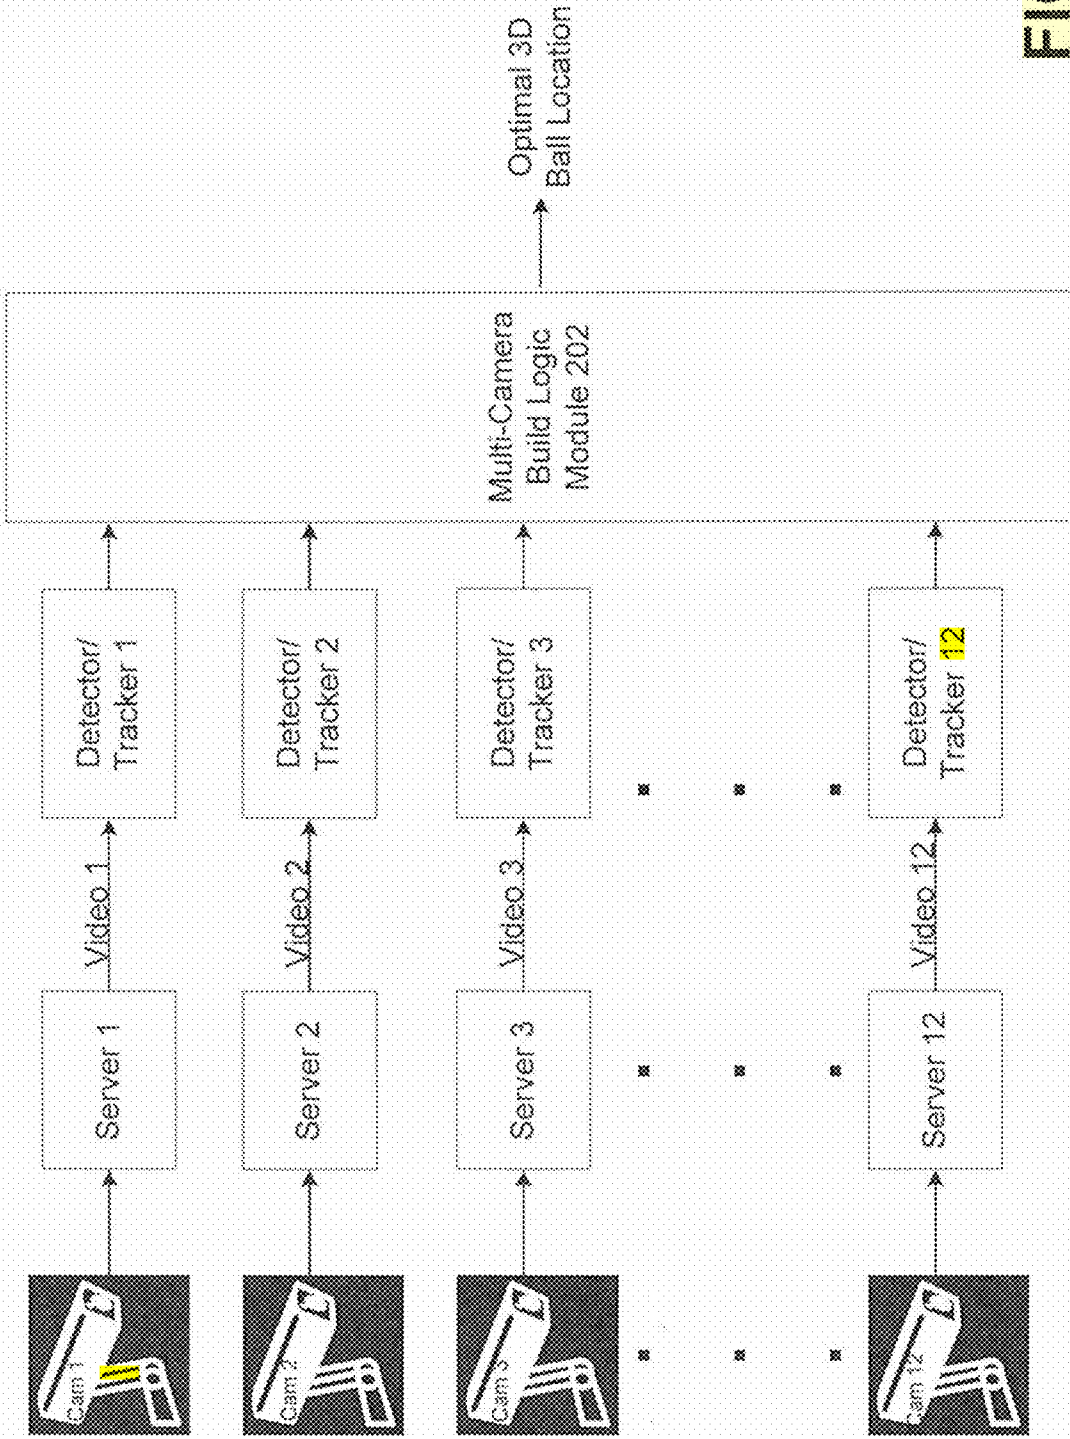 Cam 1
Server 1
Video 1
Detector/
Tracker 1
Cam 2
Server 2
Video 2
Detector/
Tracker 2
Cam 3
Server 3
Video 3
Detector/
Tracker 3
Cam 12
Server 12
Video 12
Detector/
Tracker 12
Multi-Camera
Build Logic
Module 202
Optimal 3D
Ball Location